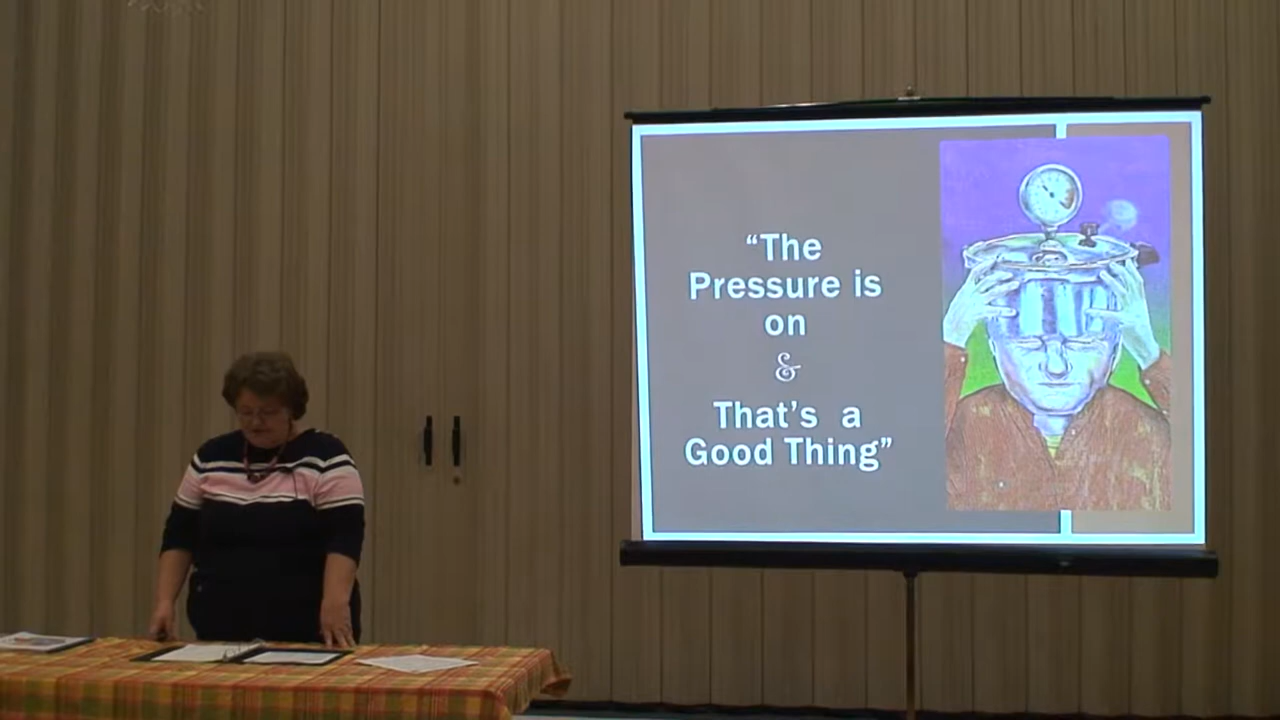 “The
Pressure is
on
&
That’s a
Good Thing”